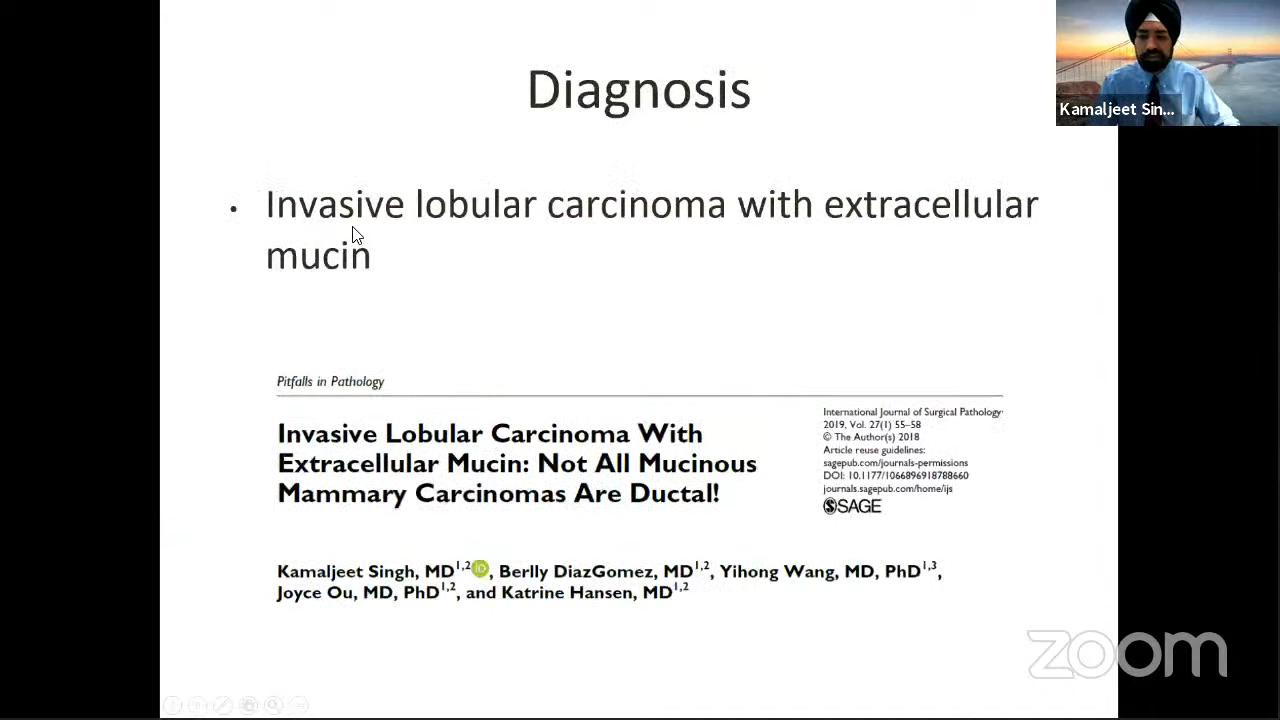 Diagnosis
Kamaljeet Sin...
• Invasive lobular carcinoma with extracellular
mucin
Pitfalls in Pathology
Invasive Lobular Carcinoma With
Extracellular Mucin: Not All Mucinous
Mammary Carcinomas Are Ductal!
International Journal of Surgical Pathology
2019, Vol. 27(1) 55–58
© The Author(s) 2018
Article reuse guidelines:
sagepub.com/journals-permissions
DOI: 10.1177/1066896918788660
journals.sagepub.com/home/ijs
SAGE
Kamaljeet Singh, MD1,2 iD, Berlly DiazGomez, MD1,2, Yihong Wang, MD, PhD1,3,
Joyce Ou, MD, PhD1,2, and Katrine Hansen, MD1,2
zoom